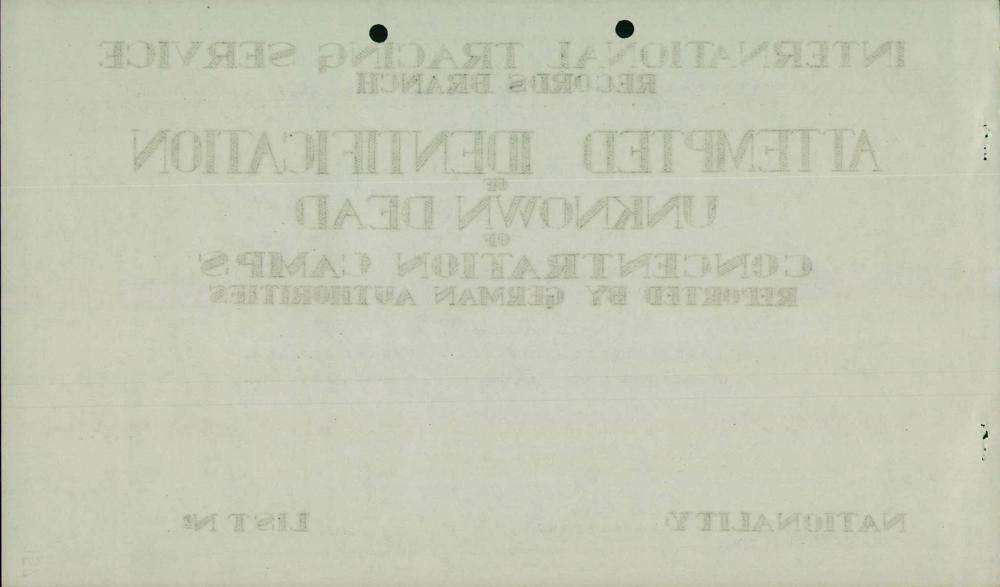 INTERNATIONAL TRACING SERVICE
RECORDS BRANCH
ATTEMPTED IDENTIFICATION
OF
UNKNOWN DEAD
OF
CONCENTRATION CAMPS'
REPORTED BY GERMAN AUTHORITIES
NATIONALITY: LIST Nº